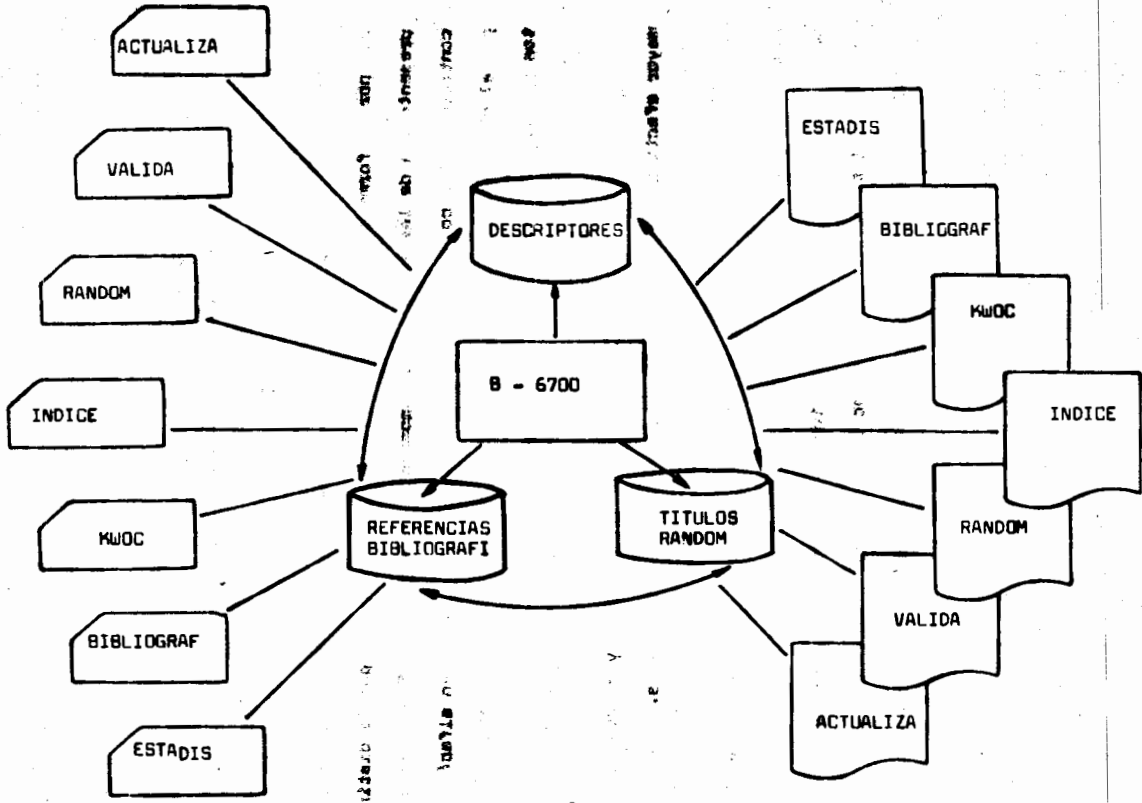 ACTUALIZA
VALIDA
RANDOM
INDICE
KWOC
BIBLIOGRAF
ESTADIS
DESCRIPTORES
B - 6700
REFERENCIAS
BIBLIOGRAFI
TITULOS
RANDOM
ESTADIS
BIBLIOGRAF
KWOC
INDICE
RANDOM
VALIDA
ACTUALIZA